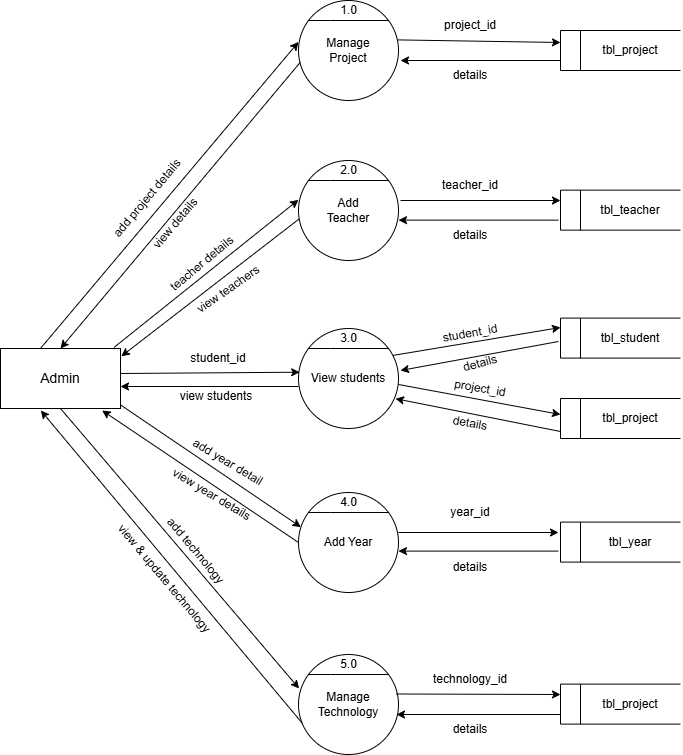 1.0
Manage
Project
project_id
details
tbl_project
add project details
view details
2.0
Add
Teacher
teacher_id
details
tbl_teacher
teacher details
view teachers
Admin
student_id
view students
3.0
View students
student_id
details
tbl_student
project_id
details
tbl_project
add year detail
view year details
4.0
Add Year
year_id
details
tbl_year
add technology
view & update technology
5.0
Manage
Technology
technology_id
details
tbl_project